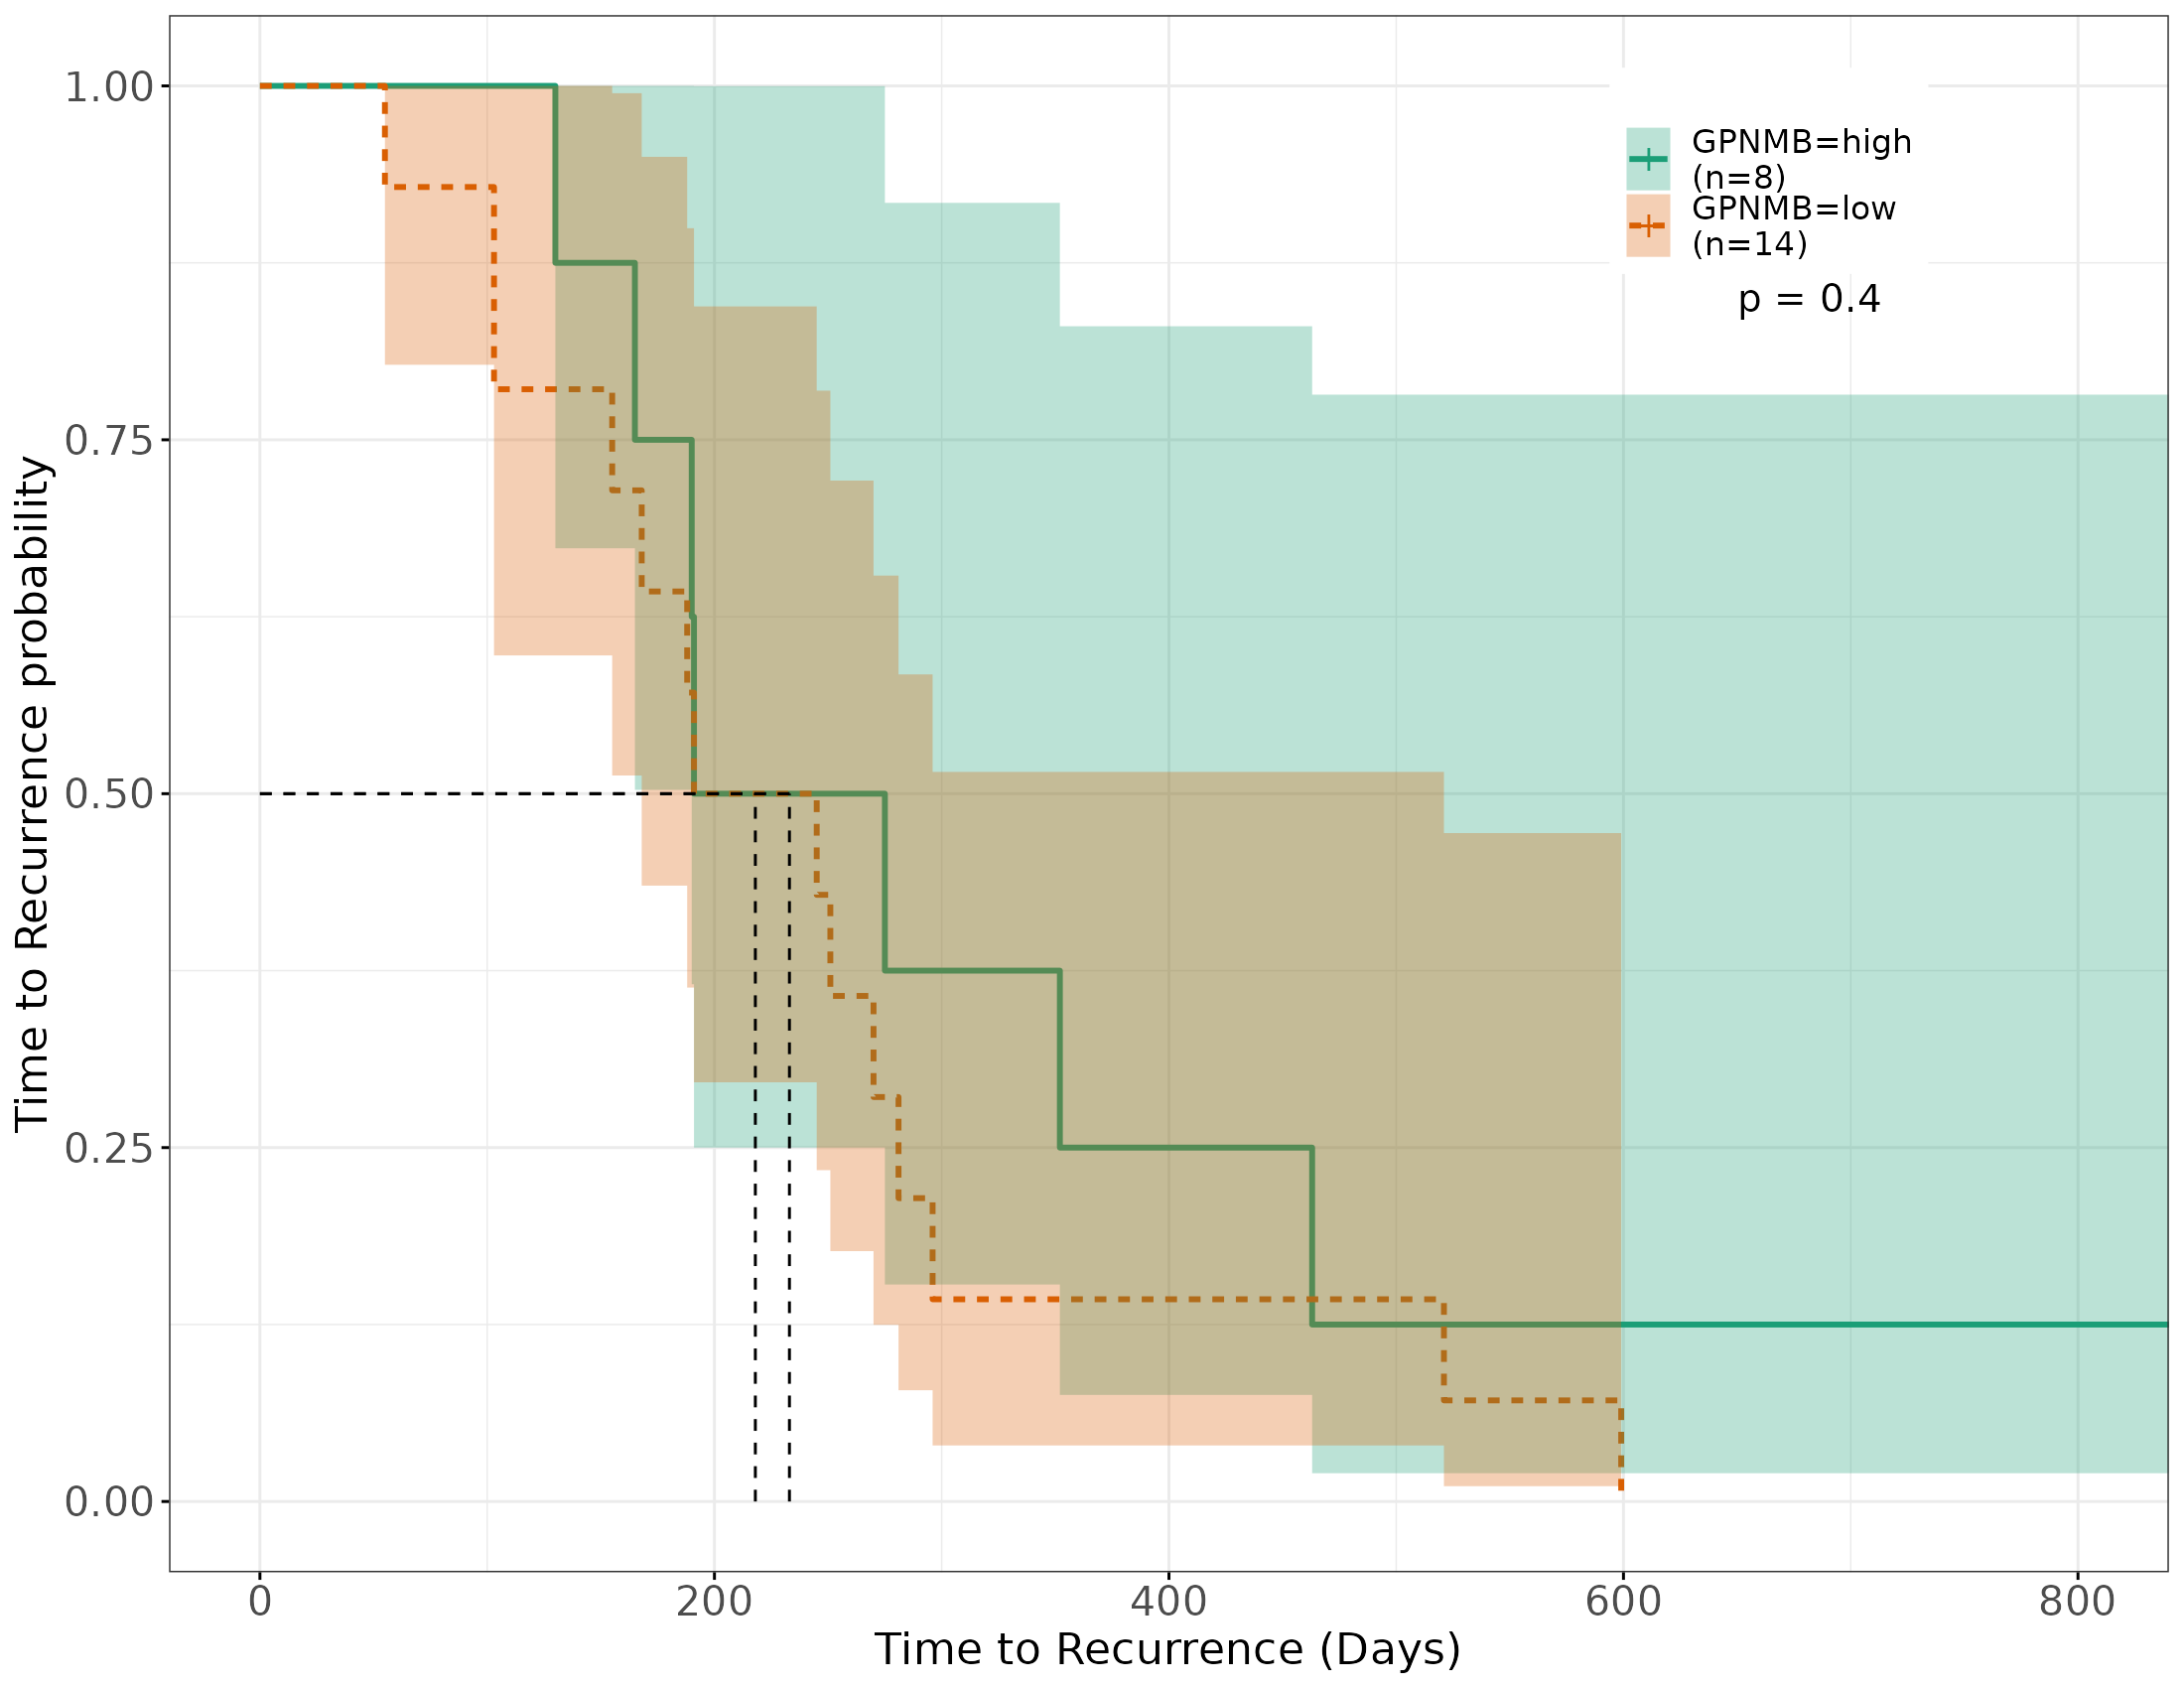 GPNMB=high
(n=8)
GPNMB=low
(n=14)
p = 0.4
1.00
0.75
0.50
0.25
0.00
Time to Recurrence probability
0 200 400 600 800
Time to Recurrence (Days)